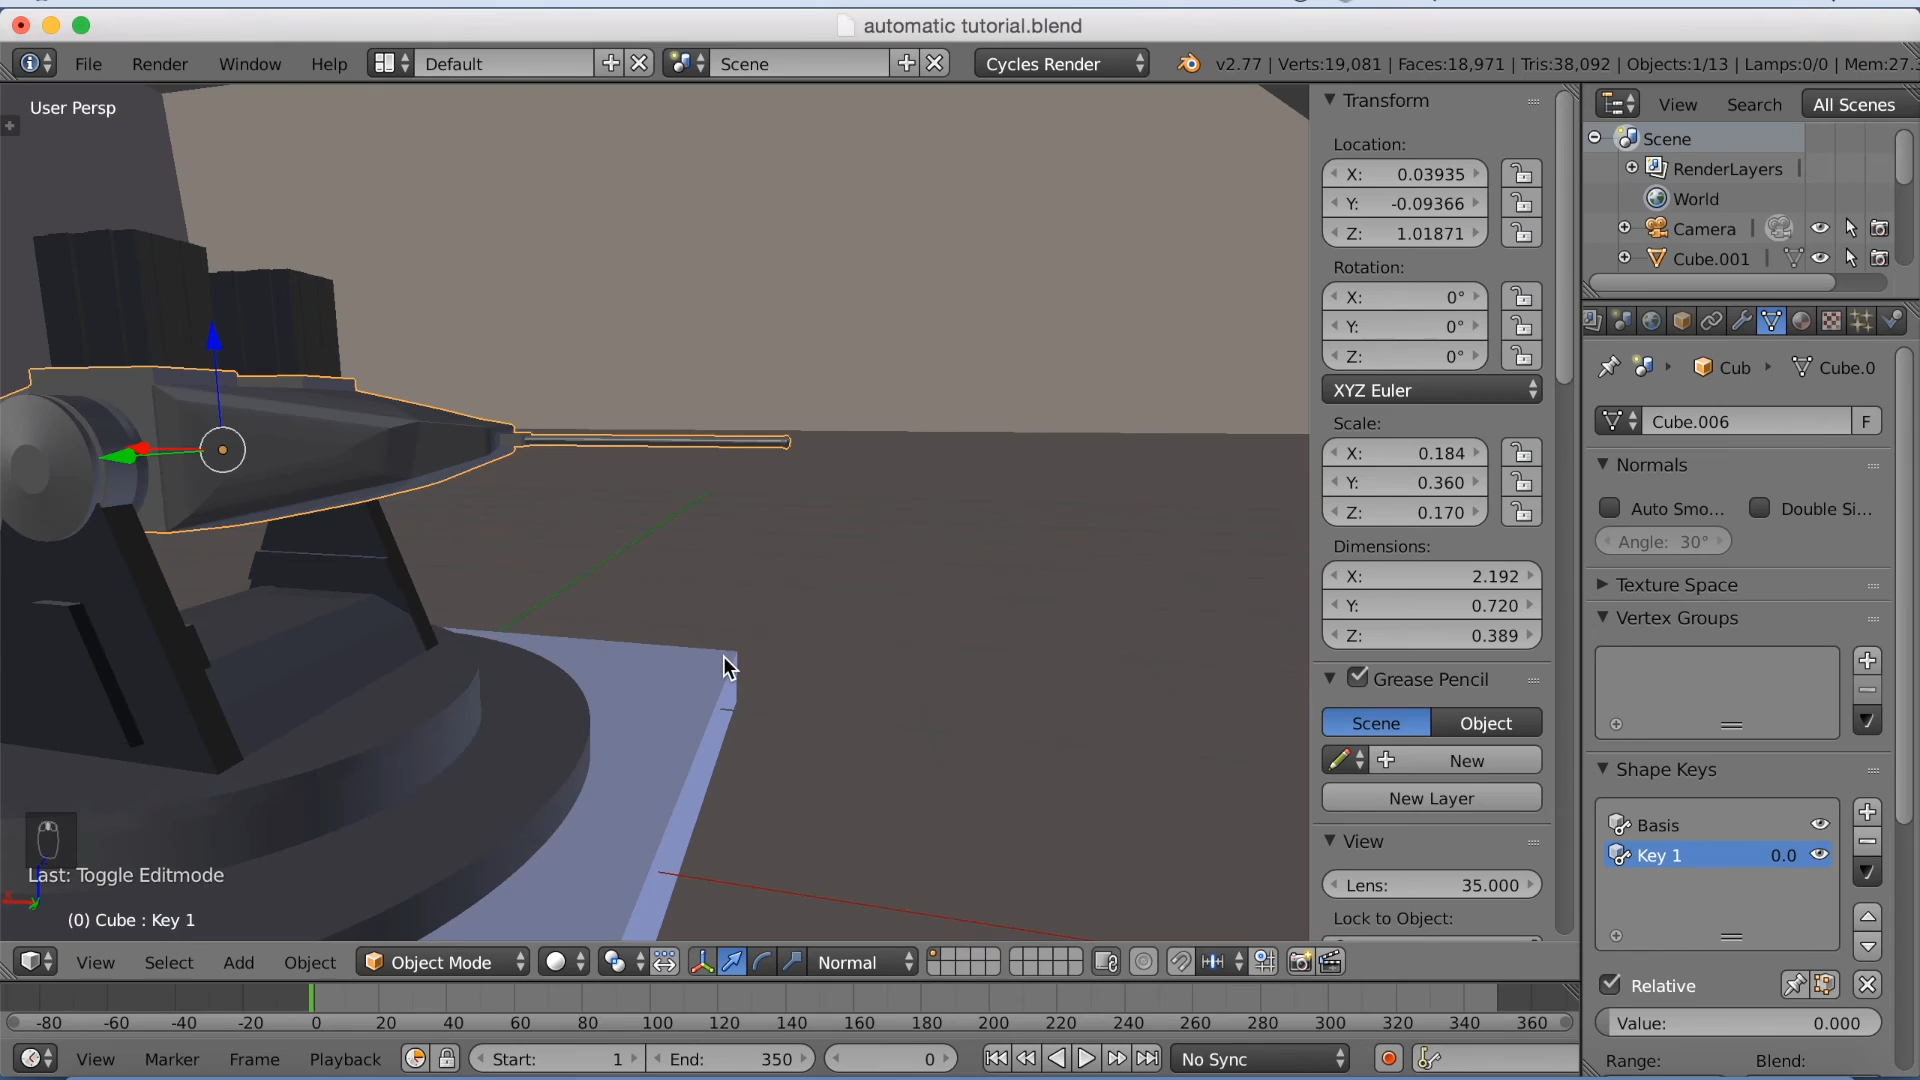 automatic tutorial.blend
File Render Window Help Default Scene Cycles Render v2.77 | Verts:19,081 | Faces:18,971 | Tris:38,092 | Objects:1/13 | Lamps:0/0 | Mem:27.
User Persp
Transform
Location:
X: 0.03935
Y: -0.09366
Z: 1.01871
Rotation:
X: 0°
Y: 0°
Z: 0°
XYZ Euler
Scale:
X: 0.184
Y: 0.360
Z: 0.170
Dimensions:
X: 2.192
Y: 0.720
Z: 0.389
Grease Pencil
Scene Object
New
New Layer
View
Lens: 35.000
Lock to Object:
View Search All Scenes
Scene
RenderLayers
World
Camera
Cube.001
Cub Cube.0
Cube.006 F
Normals
Auto Smo... Double Si...
Angle: 30°
Texture Space
Vertex Groups
Shape Keys
Basis
Key 1 0.0
Relative
Value: 0.000
Range: Blend:
Last: Toggle Editmode
(0) Cube : Key 1
View Select Add Object Object Mode Normal
-80 -60 -40 -20 0 20 40 60 80 100 120 140 160 180 200 220 240 260 280 300 320 340 360
View Marker Frame Playback Start: 1 End: 350 0 No Sync